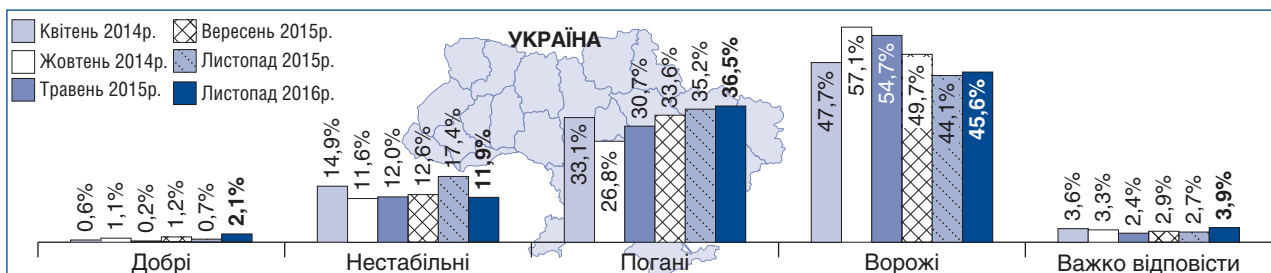 УКРАЇНА
Квітень 2014р.
Жовтень 2014р.
Травень 2015р.
Вересень 2015р.
Листопад 2015р.
Листопад 2016р.
0,6% 1,1% 0,2% 1,2% 0,7% 2,1%
14,9% 11,6% 12,0% 12,6% 17,4% 11,9%
33,1% 26,8% 30,7% 33,6% 35,2% 36,5%
47,7% 57,1% 54,7% 49,7% 44,1% 45,6%
3,6% 3,3% 2,4% 2,9% 2,7% 3,9%
Добрі Нестабільні Погані Ворожі Важко відповісти